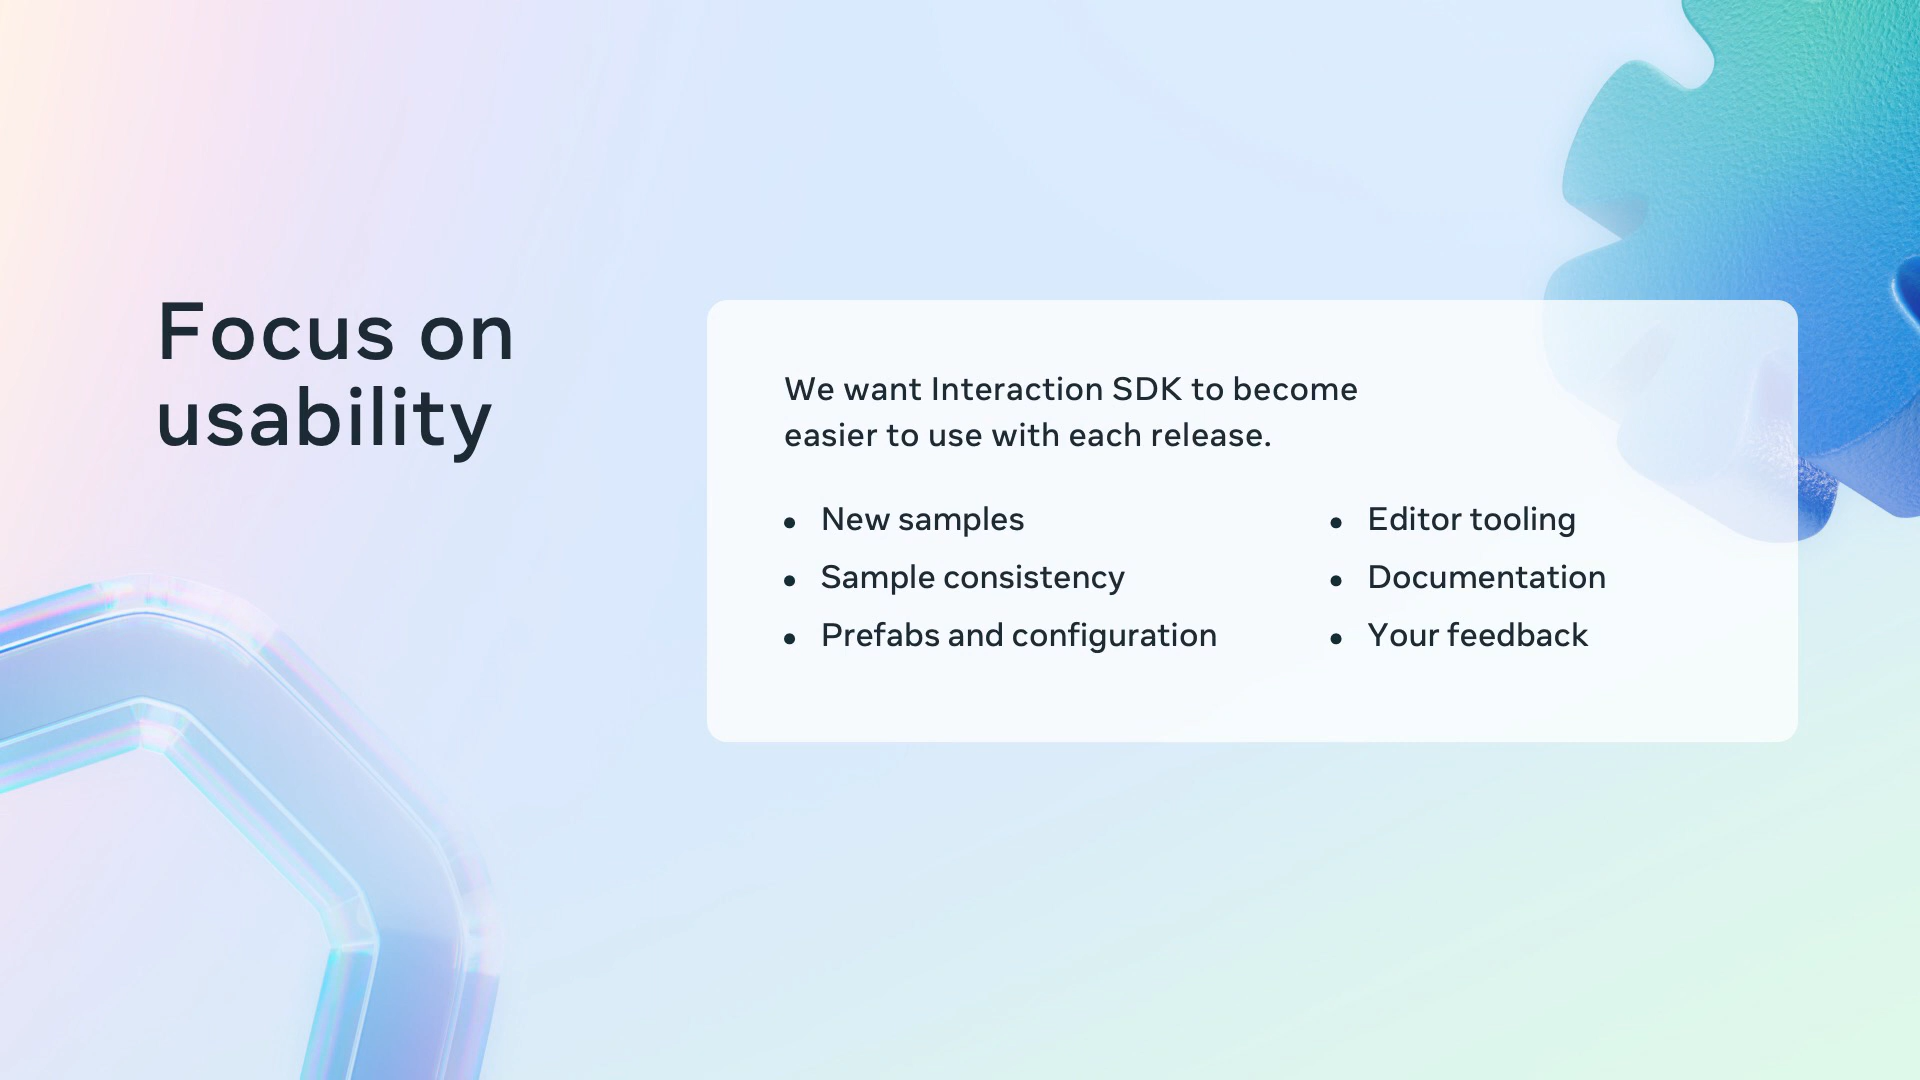 Focus on
usability
We want Interaction SDK to become
easier to use with each release.
• New samples
• Sample consistency
• Prefabs and configuration
• Editor tooling
• Documentation
• Your feedback